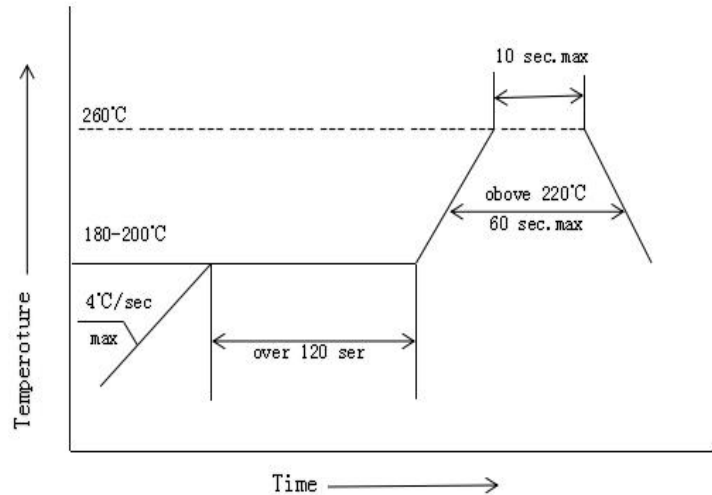 10 sec.max
260℃
obove 220℃
60 sec.max
180-200℃
4℃/sec
max
over 120 ser
Temperoture
Time